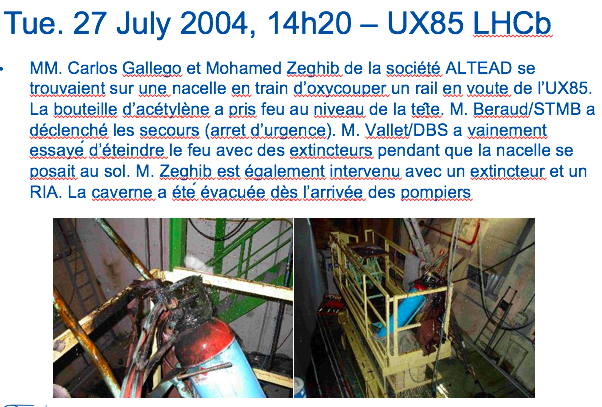 Tue. 27 July 2004, 14h20 – UX85 LHCb
• MM. Carlos Gallego et Mohamed Zeghib de la société ALTEAD se
trouvaient sur une nacelle en train d'oxycouper un rail en voute de l'UX85.
La bouteille d'acétylène a pris feu au niveau de la tête. M. Beraud/STMB a
déclenché les secours (arret d'urgence). M. Vallet/DBS a vainement
essayé d'éteindre le feu avec des extincteurs pendant que la nacelle se
posait au sol. M. Zeghib est également intervenu avec un extincteur et un
RIA. La caverne a été évacuée dès l'arrivée des pompiers